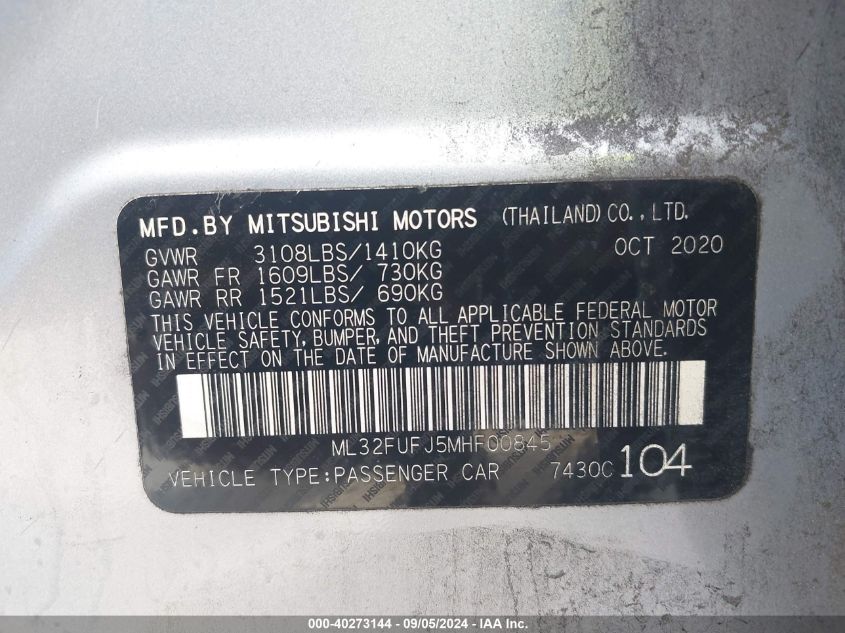 MFD.BY MITSUBISHI MOTORS (THAILAND)CO.,LTD.
GVWR 3108LBS/1410KG OCT 2020
GAWR FR 1609LBS/ 730KG
GAWR RR 1521LBS/ 690KG
THIS VEHICLE CONFORMS TO ALL APPLICABLE FEDERAL MOTOR
VEHICLE SAFETY, BUMPER, AND THEFT PREVENTION STANDARDS
IN EFFECT ON THE DATE OF MANUFACTURE SHOWN ABOVE.
ML32FUFJ5MHF00845
VEHICLE TYPE:PASSENGER CAR 7430C 104
000-40273144 - 09/05/2024 - IAA Inc.